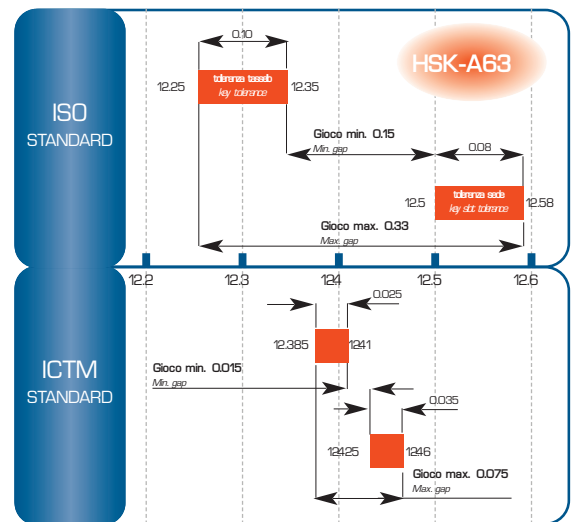 0.10
HSK-A63
tolleranza tassello
12.25
12.35
key tolerance
ISO
STANDARD
Gioco min. 0.15
Min. gap
0.08
tolleranza sede
12.5
12.58
key slot tolerance
Gioco max. 0.33
Max. gap
12.2
12.3
12.4
12.5
12.6
0.025
12.385
12.41
ICTM
STANDARD
Gioco min. 0.015
Min. gap
0.035
12.425
12.46
Gioco max. 0.075
Max. gap